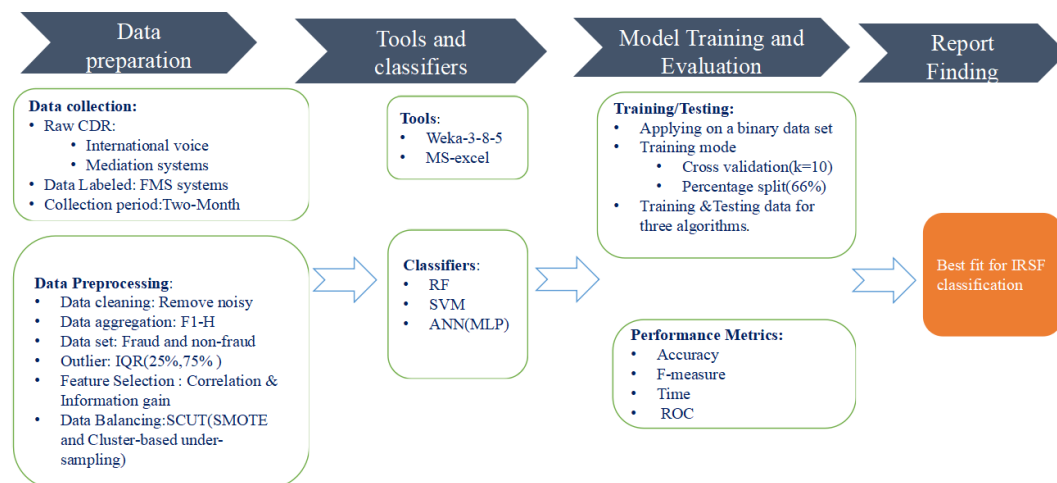 Data
preparation
Tools and
classifiers
Model Training and
Evaluation
Report
Finding
Data collection:
• Raw CDR:
• International voice
• Mediation systems
• Data Labeled: FMS systems
• Collection period:Two-Month
Data Preprocessing:
• Data cleaning: Remove noisy
• Data aggregation: F1-H
• Data set: Fraud and non-fraud
• Outlier: IQR(25%,75% )
• Feature Selection : Correlation &
Information gain
• Data Balancing:SCUT(SMOTE
and Cluster-based under-
sampling)
Tools:
• Weka-3-8-5
• MS-excel
Classifiers:
• RF
• SVM
• ANN(MLP)
Training/Testing:
• Applying on a binary data set
• Training mode
• Cross validation(k=10)
• Percentage split(66%)
• Training &Testing data for
three algorithms.
Performance Metrics:
• Accuracy
• F-measure
• Time
• ROC
Best fit for IRSF
classification